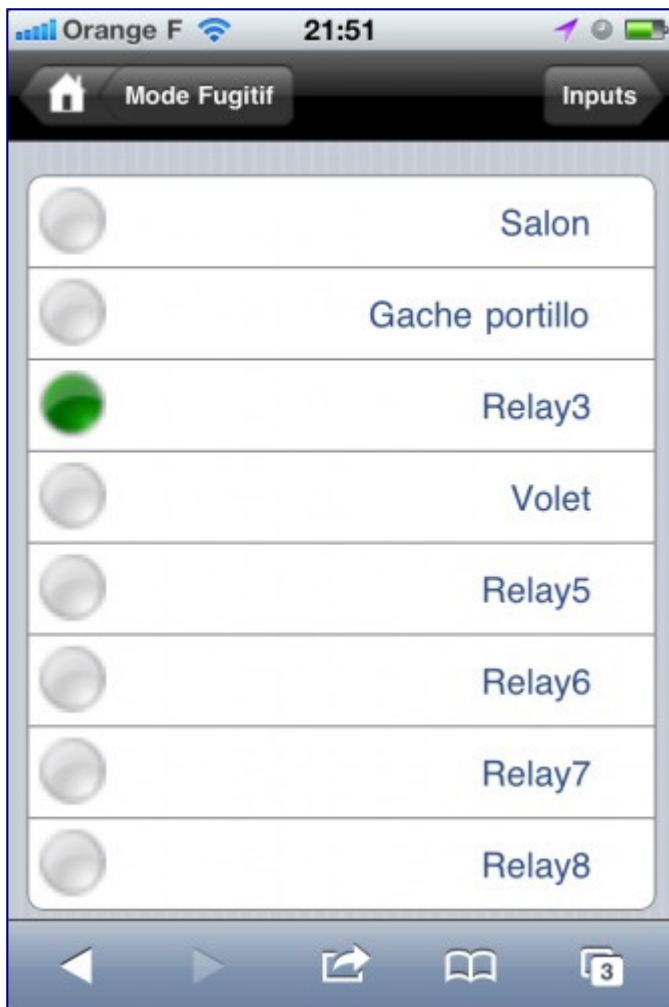 Orange F 21:51
Mode Fugitif Inputs
Salon
Gache portillo
Relay3
Volet
Relay5
Relay6
Relay7
Relay8
3